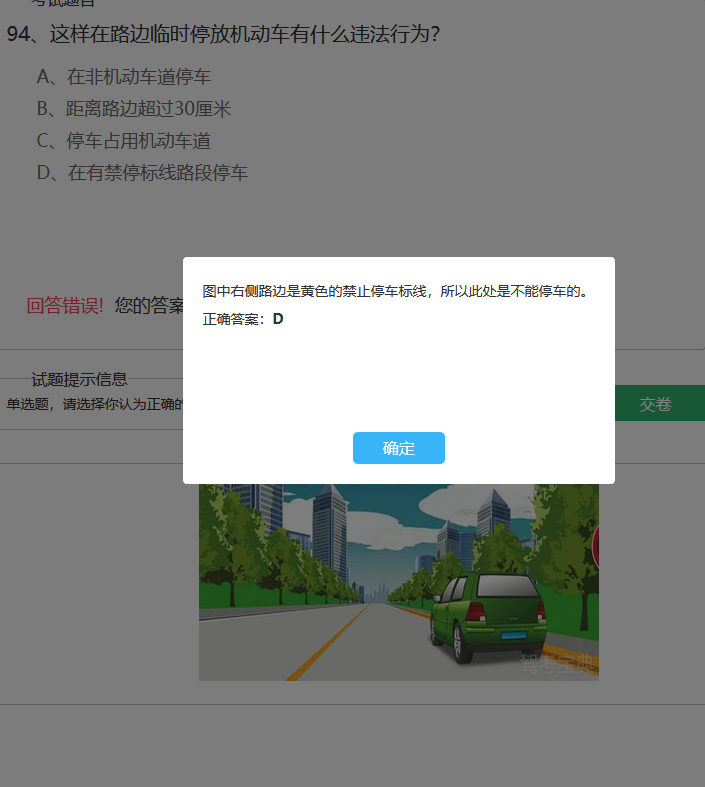 考试题目
94、这样在路边临时停放机动车有什么违法行为?
A、在非机动车道停车
B、距离路边超过30厘米
C、停车占用机动车道
D、在有禁停标线路段停车
回答错误! 您的答案
图中右侧路边是黄色的禁止停车标线，所以此处是不能停车的。
正确答案：D
试题提示信息
单选题，请选择你认为正确的
交卷
确定
驾考宝典